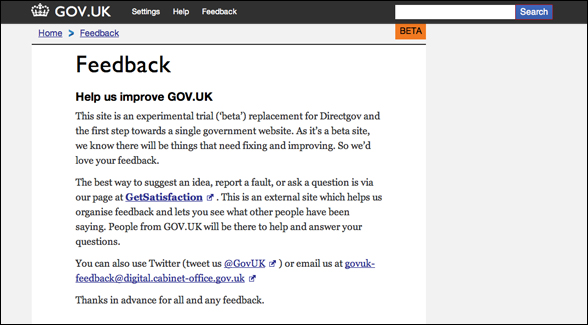 GOV.UK Settings Help Feedback Search
Home > Feedback BETA
Feedback
Help us improve GOV.UK
This site is an experimental trial (‘beta’) replacement for Directgov and
the first step towards a single government website. As it's a beta site,
we know there will be things that need fixing and improving. So we'd
love your feedback.
The best way to suggest an idea, report a fault, or ask a question is via
our page at GetSatisfaction . This is an external site which helps us
organise feedback and lets you see what other people have been
saying. People from GOV.UK will be there to help and answer your
questions.
You can also use Twitter (tweet us @GovUK ) or email us at govuk-
feedback@digital.cabinet-office.gov.uk
Thanks in advance for all and any feedback.